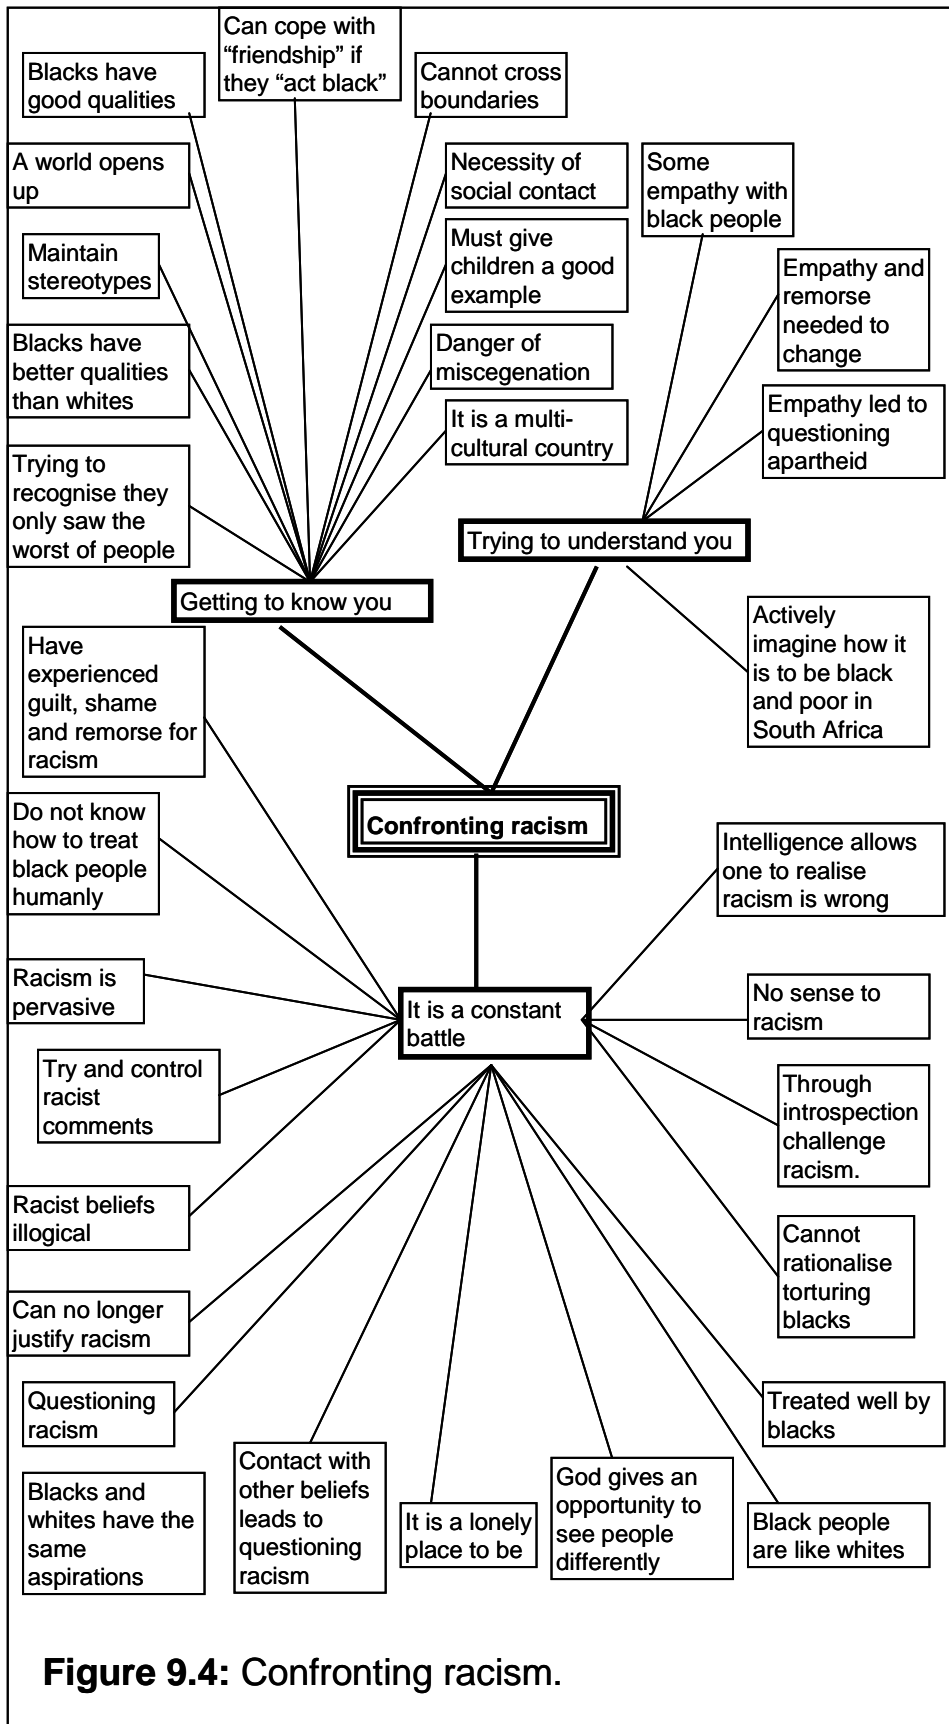 Can cope with
“friendship” if
they “act black”
Blacks have
good qualities
Cannot cross
boundaries
A world opens
up
Necessity of
social contact
Some
empathy with
black people
Maintain
stereotypes
Must give
children a good
example
Empathy and
remorse
needed to
change
Blacks have
better qualities
than whites
Danger of
miscegenation
It is a multi-
cultural country
Empathy led to
questioning
apartheid
Trying to
recognise they
only saw the
worst of people
Trying to understand you
Getting to know you
Have
experienced
guilt, shame
and remorse for
racism
Actively
imagine how it
is to be black
and poor in
South Africa
Do not know
how to treat
black people
humanly
Confronting racism
Intelligence allows
one to realise
racism is wrong
Racism is
pervasive
It is a constant
battle
No sense to
racism
Try and control
racist
comments
Through
introspection
challenge
racism.
Racist beliefs
illogical
Cannot
rationalise
torturing
blacks
Can no longer
justify racism
Questioning
racism
Treated well by
blacks
Blacks and
whites have the
same
aspirations
Contact with
other beliefs
leads to
questioning
racism
It is a lonely
place to be
God gives an
opportunity to
see people
differently
Black people
are like whites
Figure 9.4: Confronting racism.